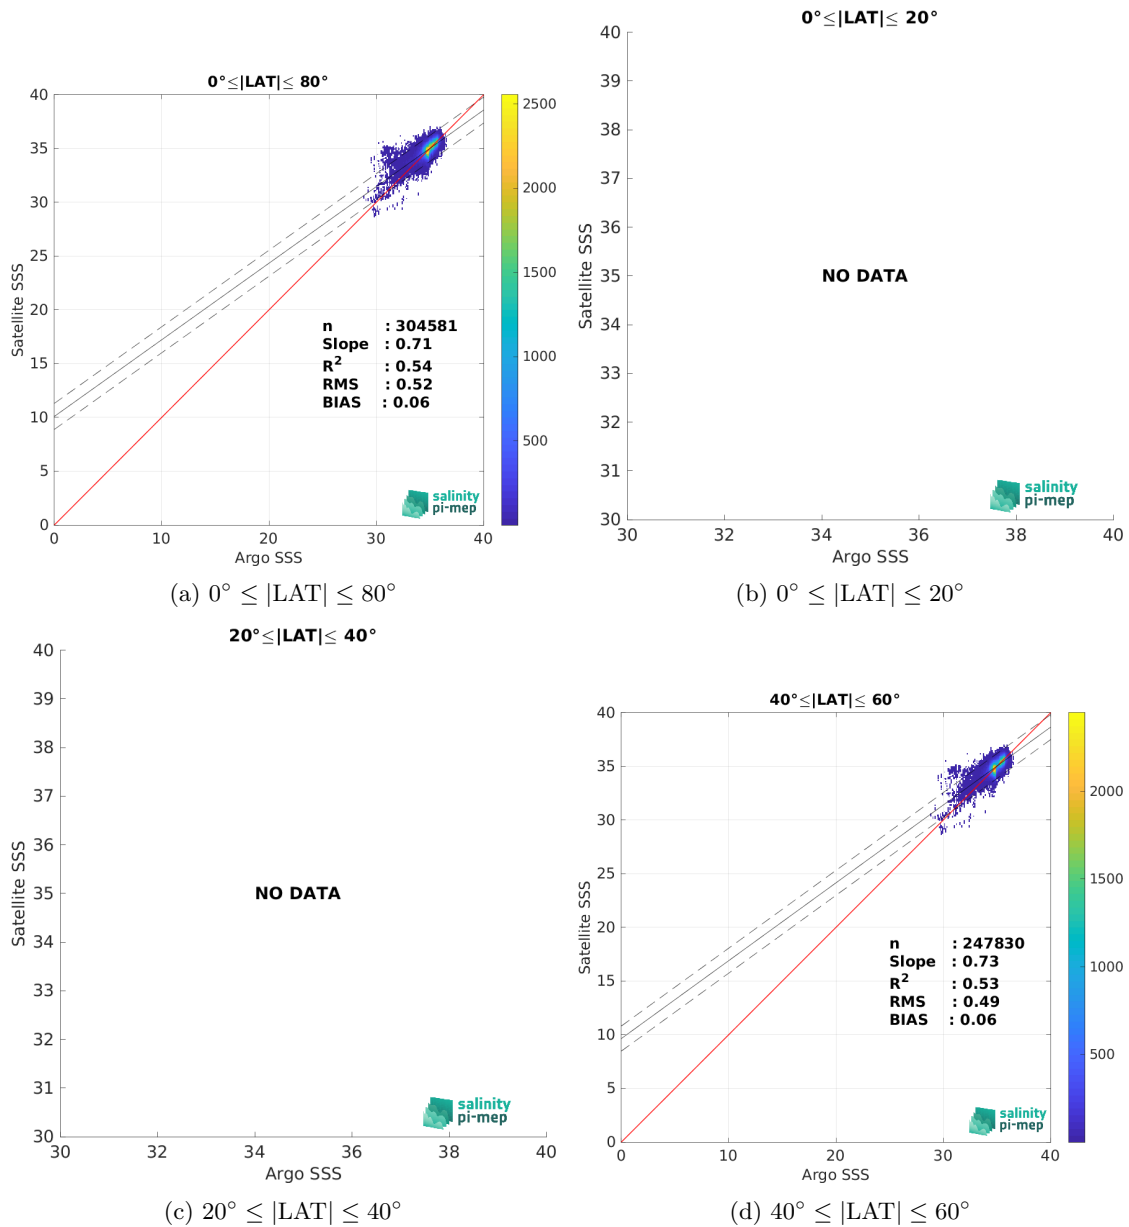 0°≤|LAT|≤ 80°
40
35
30
25
20
15
10
5
0
Satellite SSS
0
10
20
30
40
Argo SSS
2500
2000
1500
1000
500
n : 304581
Slope : 0.71
R² : 0.54
RMS : 0.52
BIAS : 0.06
salinity
pi-mep
(a) 0° ≤ |LAT| ≤ 80°
0°≤|LAT|≤ 20°
40
39
38
37
36
35
34
33
32
31
30
Satellite SSS
NO DATA
salinity
pi-mep
30
32
34
36
38
40
Argo SSS
(b) 0° ≤ |LAT| ≤ 20°
20°≤|LAT|≤ 40°
40
39
38
37
36
35
34
33
32
31
30
Satellite SSS
NO DATA
salinity
pi-mep
30
32
34
36
38
40
Argo SSS
(c) 20° ≤ |LAT| ≤ 40°
40°≤|LAT|≤ 60°
40
35
30
25
20
15
10
5
0
Satellite SSS
0
10
20
30
40
Argo SSS
2000
1500
1000
500
n : 247830
Slope : 0.73
R² : 0.53
RMS : 0.49
BIAS : 0.06
salinity
pi-mep
(d) 40° ≤ |LAT| ≤ 60°